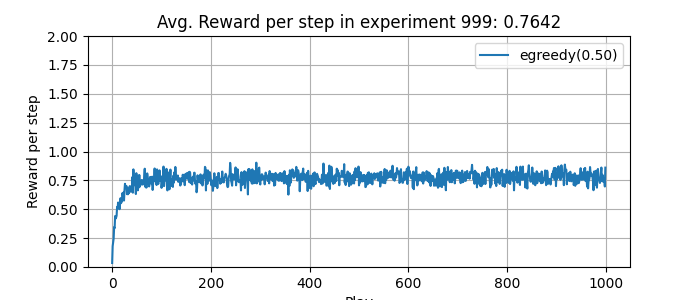 Avg. Reward per step in experiment 999: 0.7642
2.00
1.75
1.50
1.25
1.00
0.75
0.50
0.25
0.00
Reward per step
egreedy(0.50)
0 200 400 600 800 1000
Play